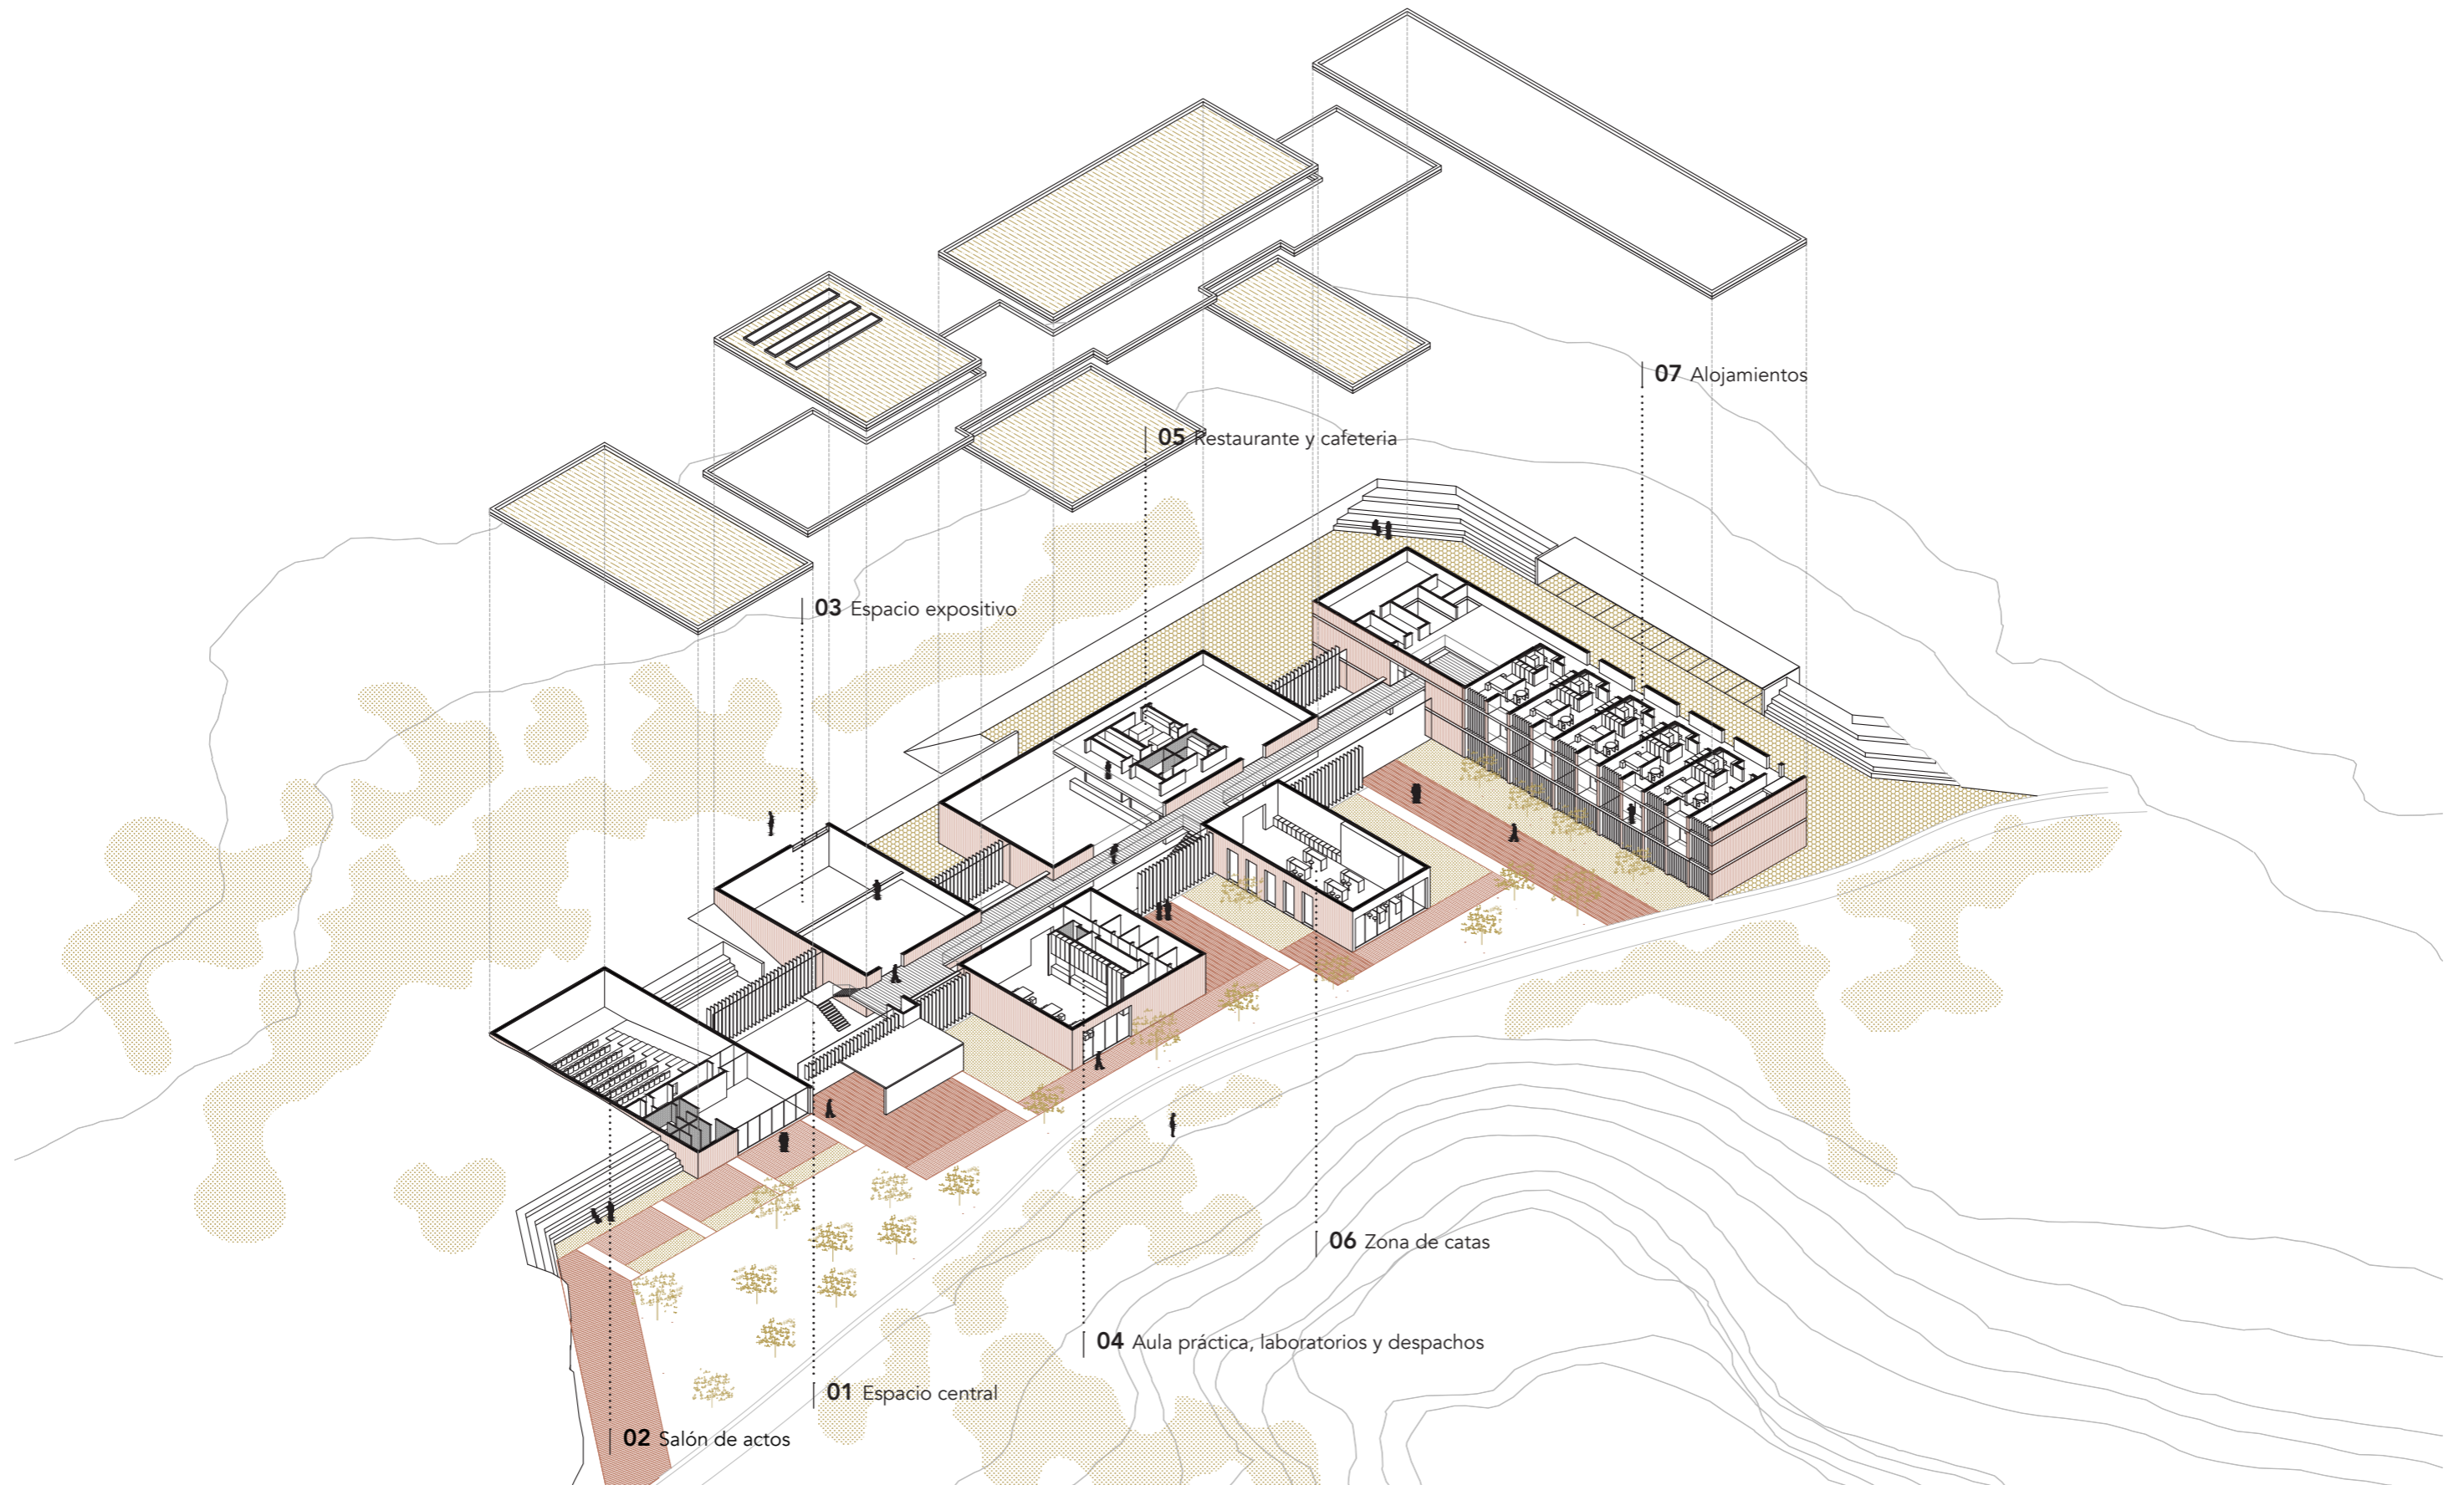 07 Alojamientos
05 Restaurante y cafeteria
03 Espacio expositivo
06 Zona de catas
04 Aula práctica, laboratorios y despachos
01 Espacio central
02 Salón de actos